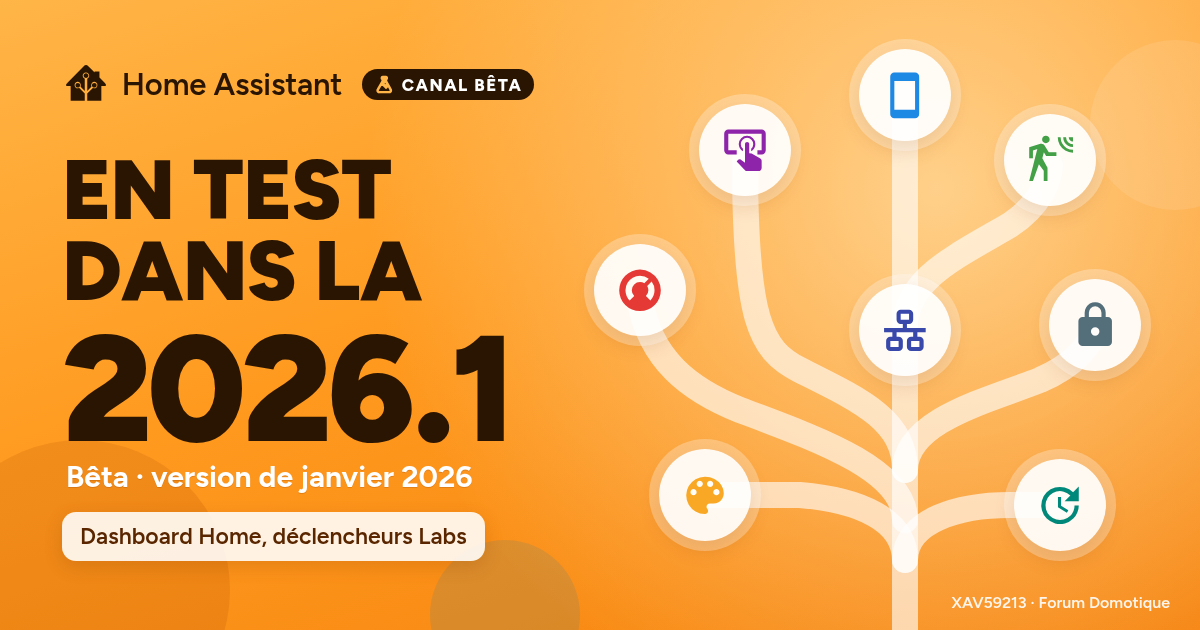 Home Assistant
CANAL BÊTA
EN TEST
DANS LA
2026.1
Bêta · version de janvier 2026
Dashboard Home, déclencheurs Labs
XAV59213 · Forum Domotique